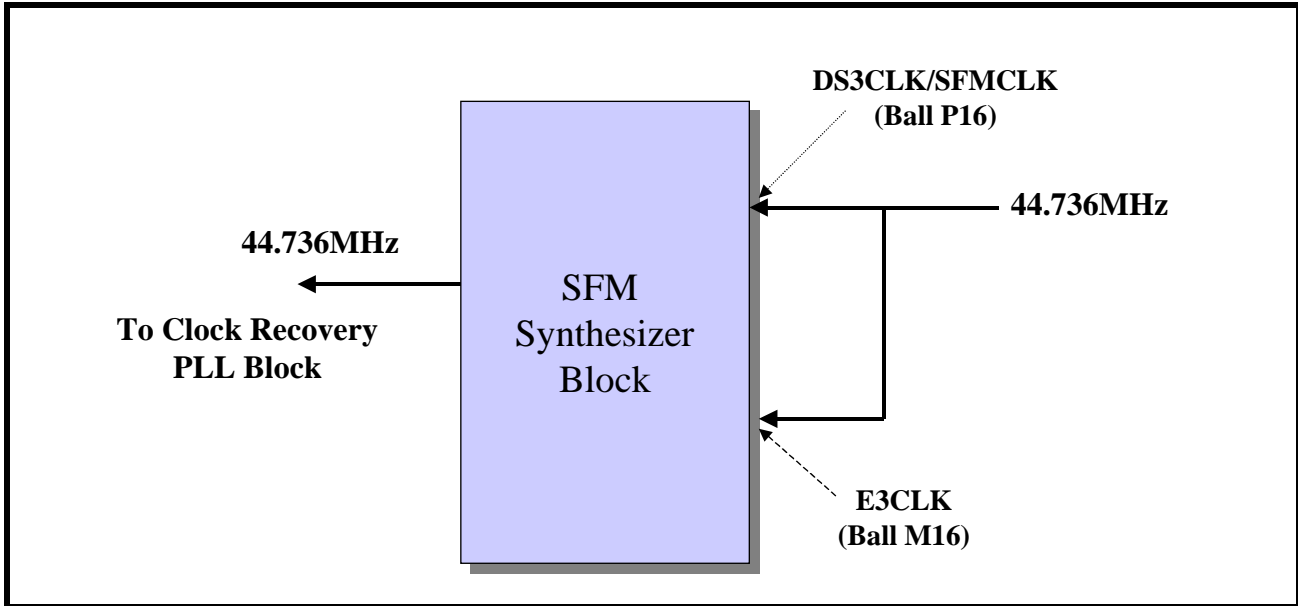 DS3CLK/SFMCLK
(Ball P16)
44.736MHz
44.736MHz
To Clock Recovery
PLL Block
SFM
Synthesizer
Block
E3CLK
(Ball M16)